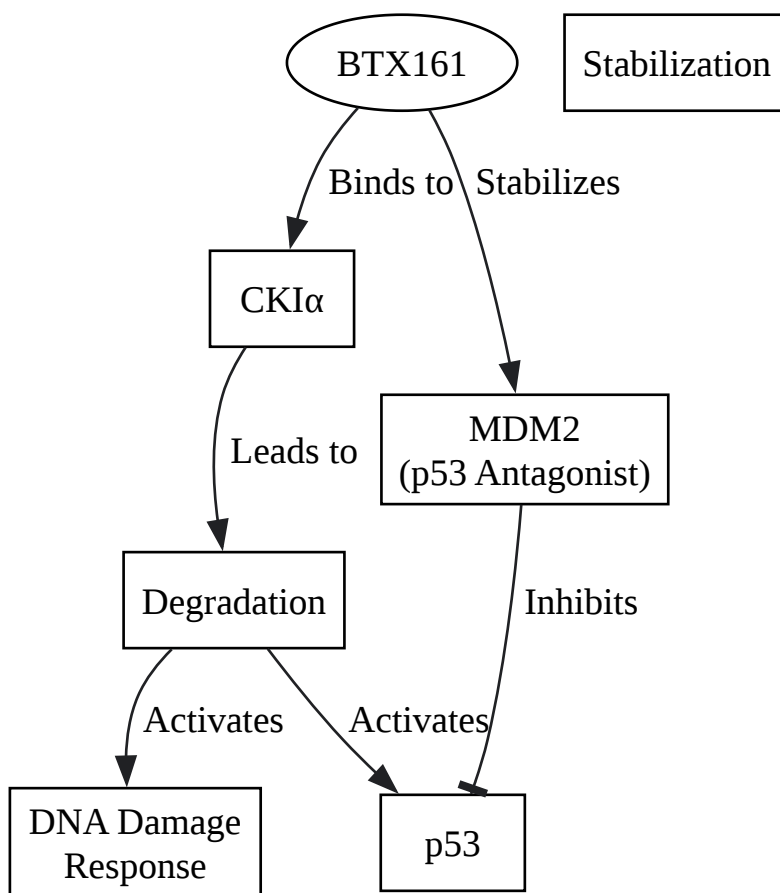 BTX161
Stabilization
Binds to
Stabilizes
CKIα
MDM2
(p53 Antagonist)
Leads to
Degradation
Inhibits
Activates
Activates
DNA Damage
Response
p53